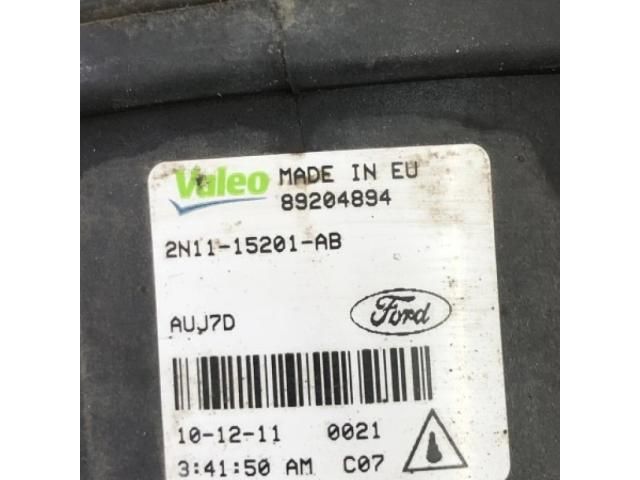 Valeo MADE IN EU
89204894
2N11-15201-AB
AUJ7D Ford
10-12-11 0021
3:41:50 AM C07